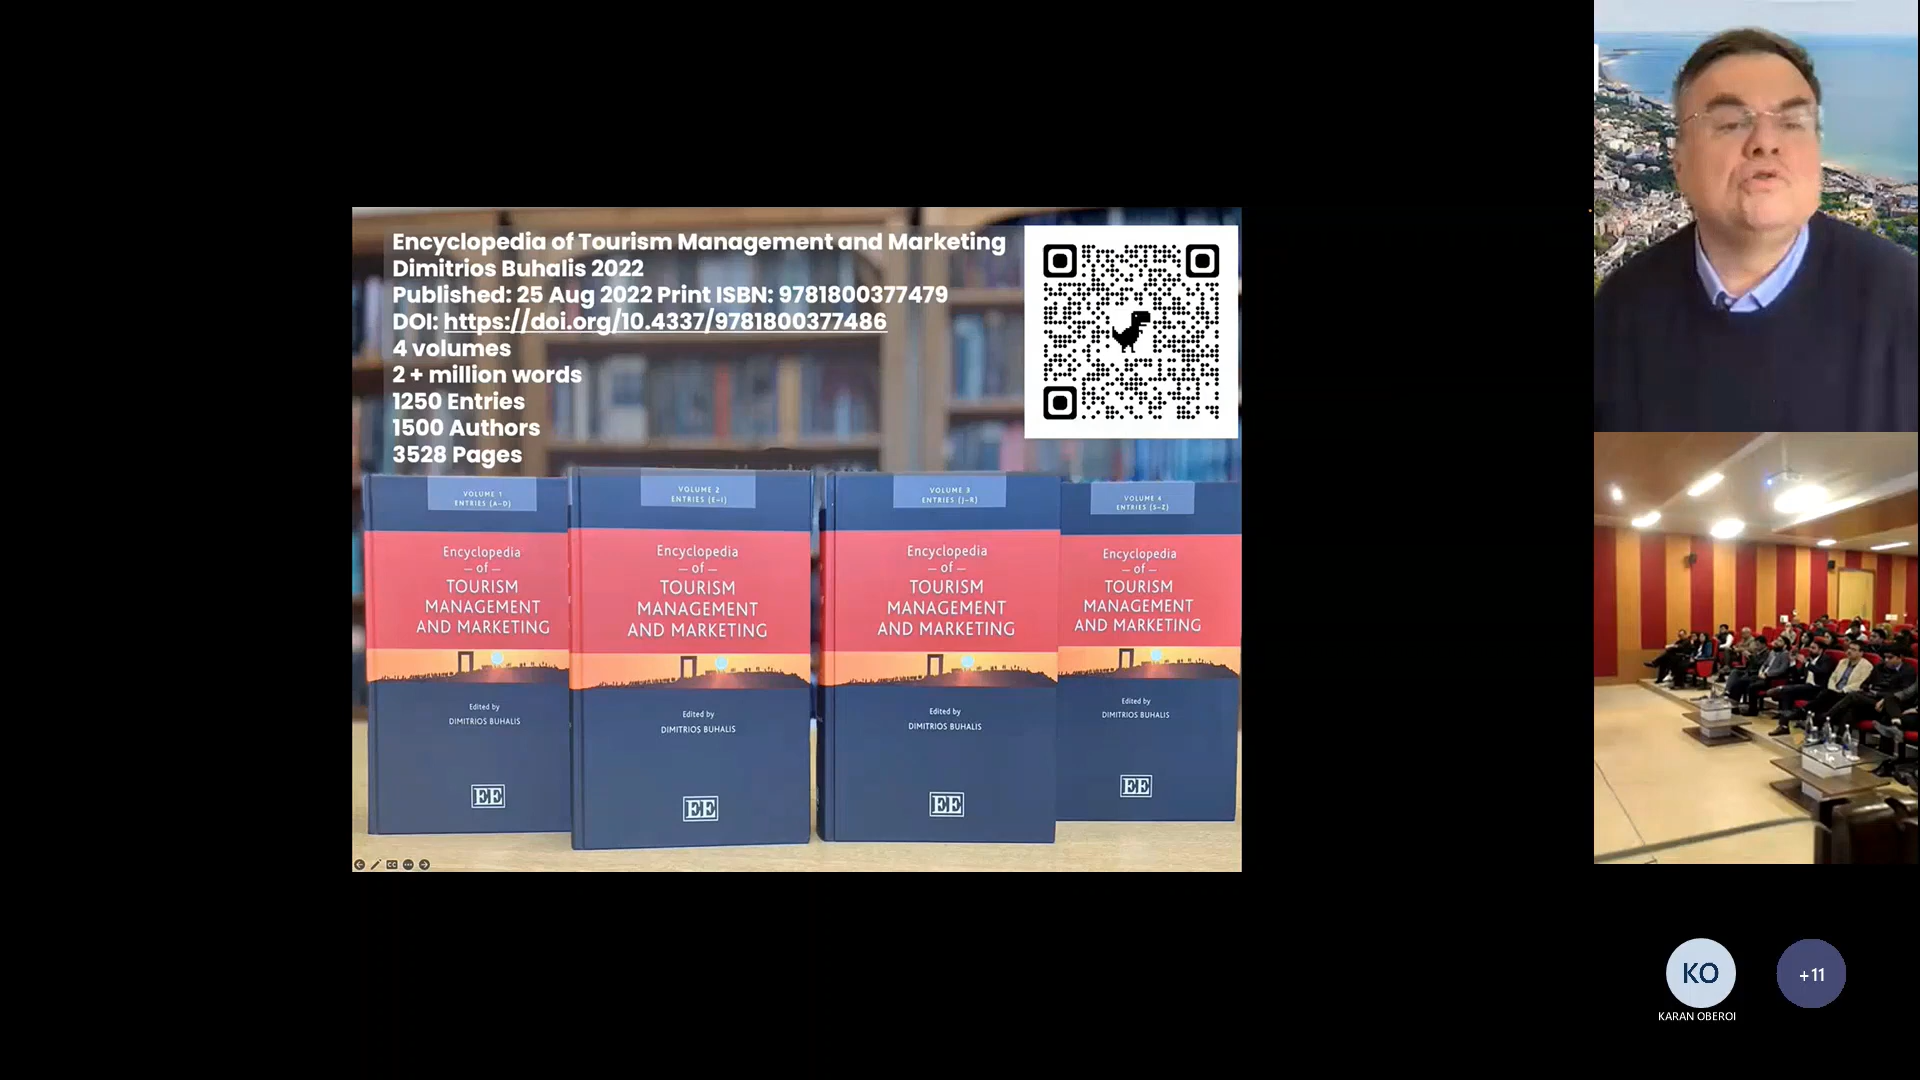 Encyclopedia of Tourism Management and Marketing
Dimitrios Buhalis 2022
Published: 25 Aug 2022 Print ISBN: 9781800377479
DOI: https://doi.org/10.4337/9781800377486
4 volumes
2 + million words
1250 Entries
1500 Authors
3528 Pages
VOLUME 1
ENTRIES (A–D)
Encyclopedia
– of –
TOURISM
MANAGEMENT
AND MARKETING
Edited by
DIMITRIOS BUHALIS
EE
VOLUME 2
ENTRIES (E–I)
Encyclopedia
– of –
TOURISM
MANAGEMENT
AND MARKETING
Edited by
DIMITRIOS BUHALIS
EE
VOLUME 3
ENTRIES (J–R)
Encyclopedia
– of –
TOURISM
MANAGEMENT
AND MARKETING
Edited by
DIMITRIOS BUHALIS
EE
VOLUME 4
ENTRIES (S–Z)
Encyclopedia
– of –
TOURISM
MANAGEMENT
AND MARKETING
Edited by
DIMITRIOS BUHALIS
EE
KO
KARAN OBEROI
+11